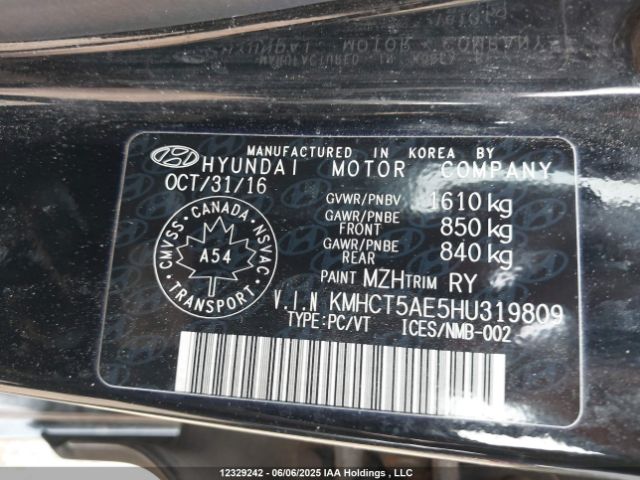 MANUFACTURED IN KOREA BY
HYUNDAI MOTOR COMPANY
OCT/31/16
GVWR/PNBV 1610 kg
GAWR/PNBE FRONT 850 kg
GAWR/PNBE REAR 840 kg
CANADA
CMVSS NSVAC
A54
TRANSPORT
PAINT MZH TRIM RY
V.I.N KMHCT5AE5HU319809
TYPE:PC/VT ICES/NMB-002
12329242 - 06/06/2025 IAA Holdings , LLC